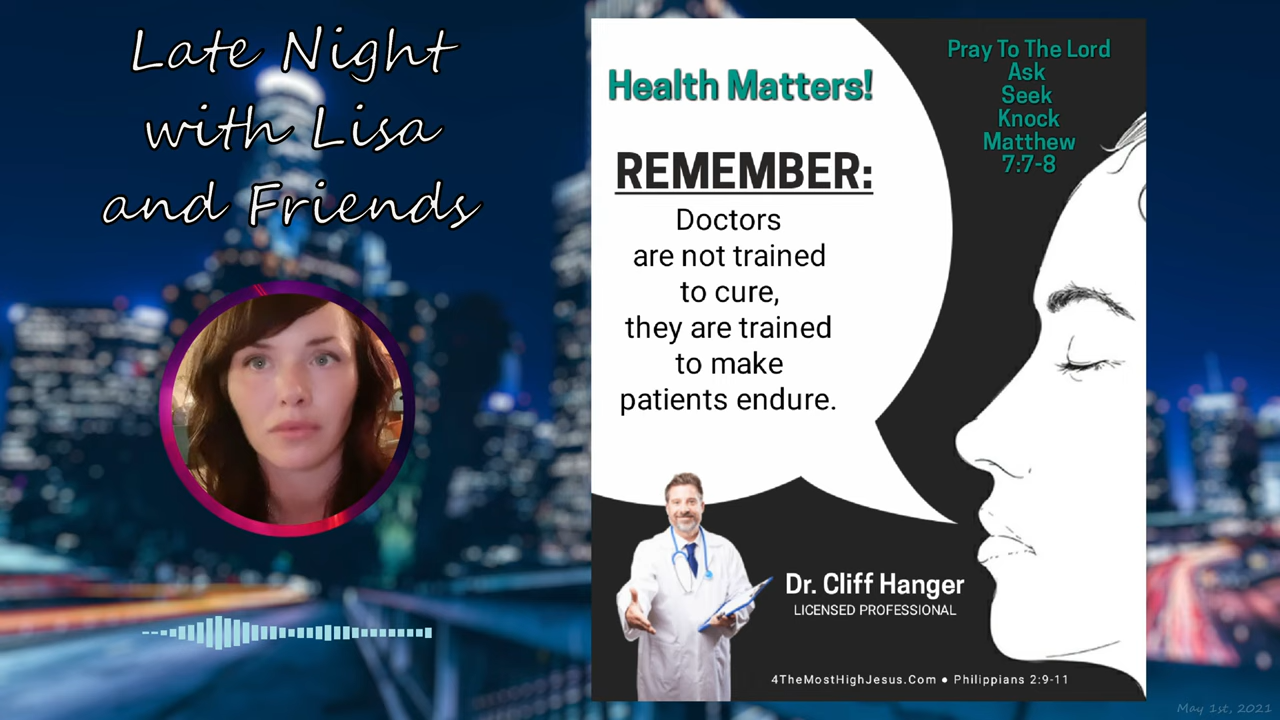 Late Night
with Lisa
and Friends
Health Matters!
REMEMBER:
Doctors
are not trained
to cure,
they are trained
to make
patients endure.
Pray To The Lord
Ask
Seek
Knock
Matthew
7:7-8
Dr. Cliff Hanger
LICENSED PROFESSIONAL
4TheMostHighJesus.Com ● Philippians 2:9-11
May 1st, 2021